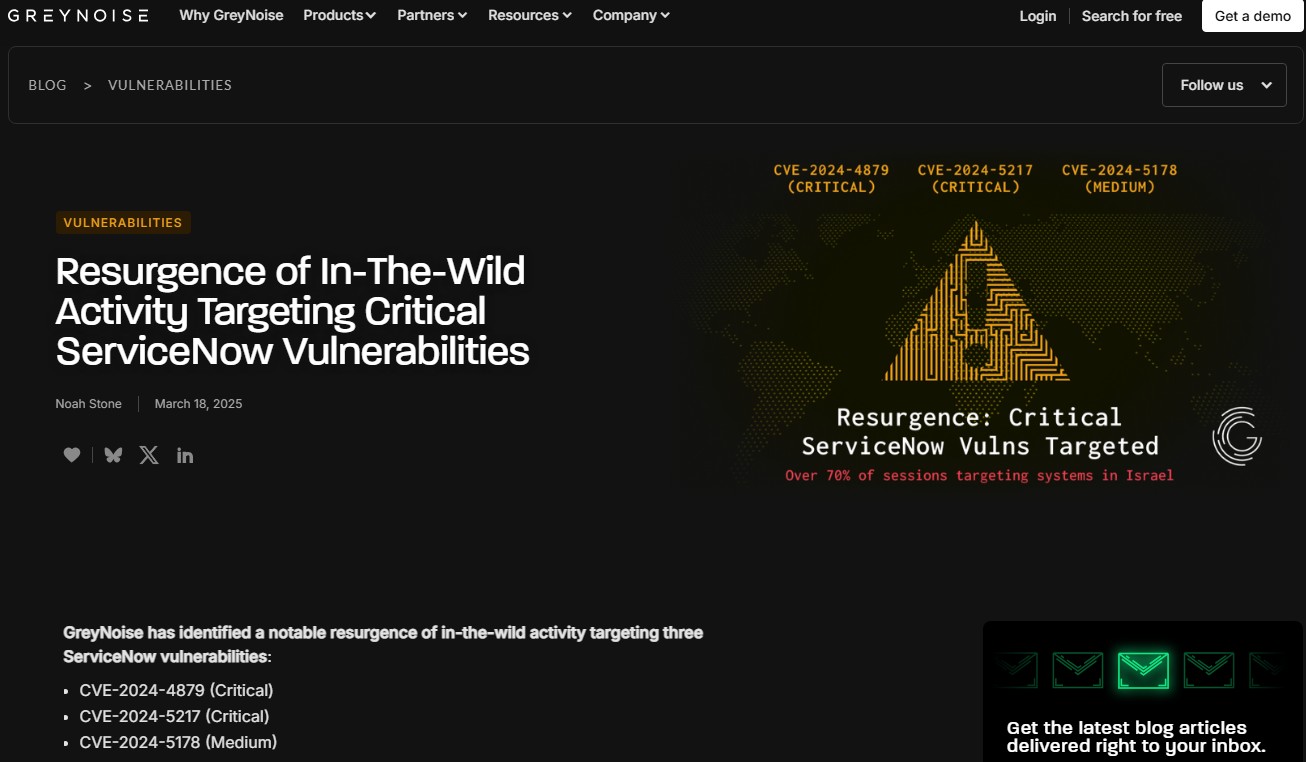 GREYNOISE Why GreyNoise Products Partners Resources Company Login Search for free Get a demo
BLOG > VULNERABILITIES Follow us
VULNERABILITIES
Resurgence of In-The-Wild
Activity Targeting Critical
ServiceNow Vulnerabilities
Noah Stone March 18, 2025
in
CVE-2024-4879 CVE-2024-5217 CVE-2024-5178
(CRITICAL) (CRITICAL) (MEDIUM)
Resurgence: Critical
ServiceNow Vulns Targeted
Over 70% of sessions targeting systems in Israel
GreyNoise has identified a notable resurgence of in-the-wild activity targeting three
ServiceNow vulnerabilities:
• CVE-2024-4879 (Critical)
• CVE-2024-5217 (Critical)
• CVE-2024-5178 (Medium)
Get the latest blog articles
delivered right to your inbox.